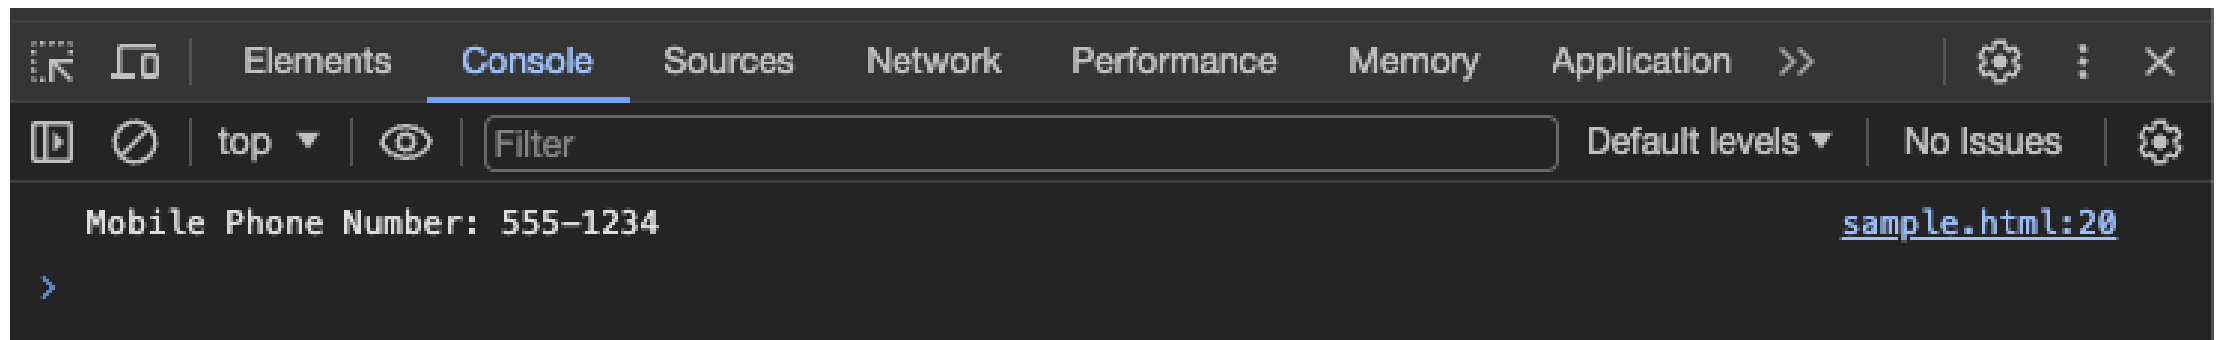 Elements Console Sources Network Performance Memory Application
top Filter Default levels No Issues
Mobile Phone Number: 555-1234 sample.html:20